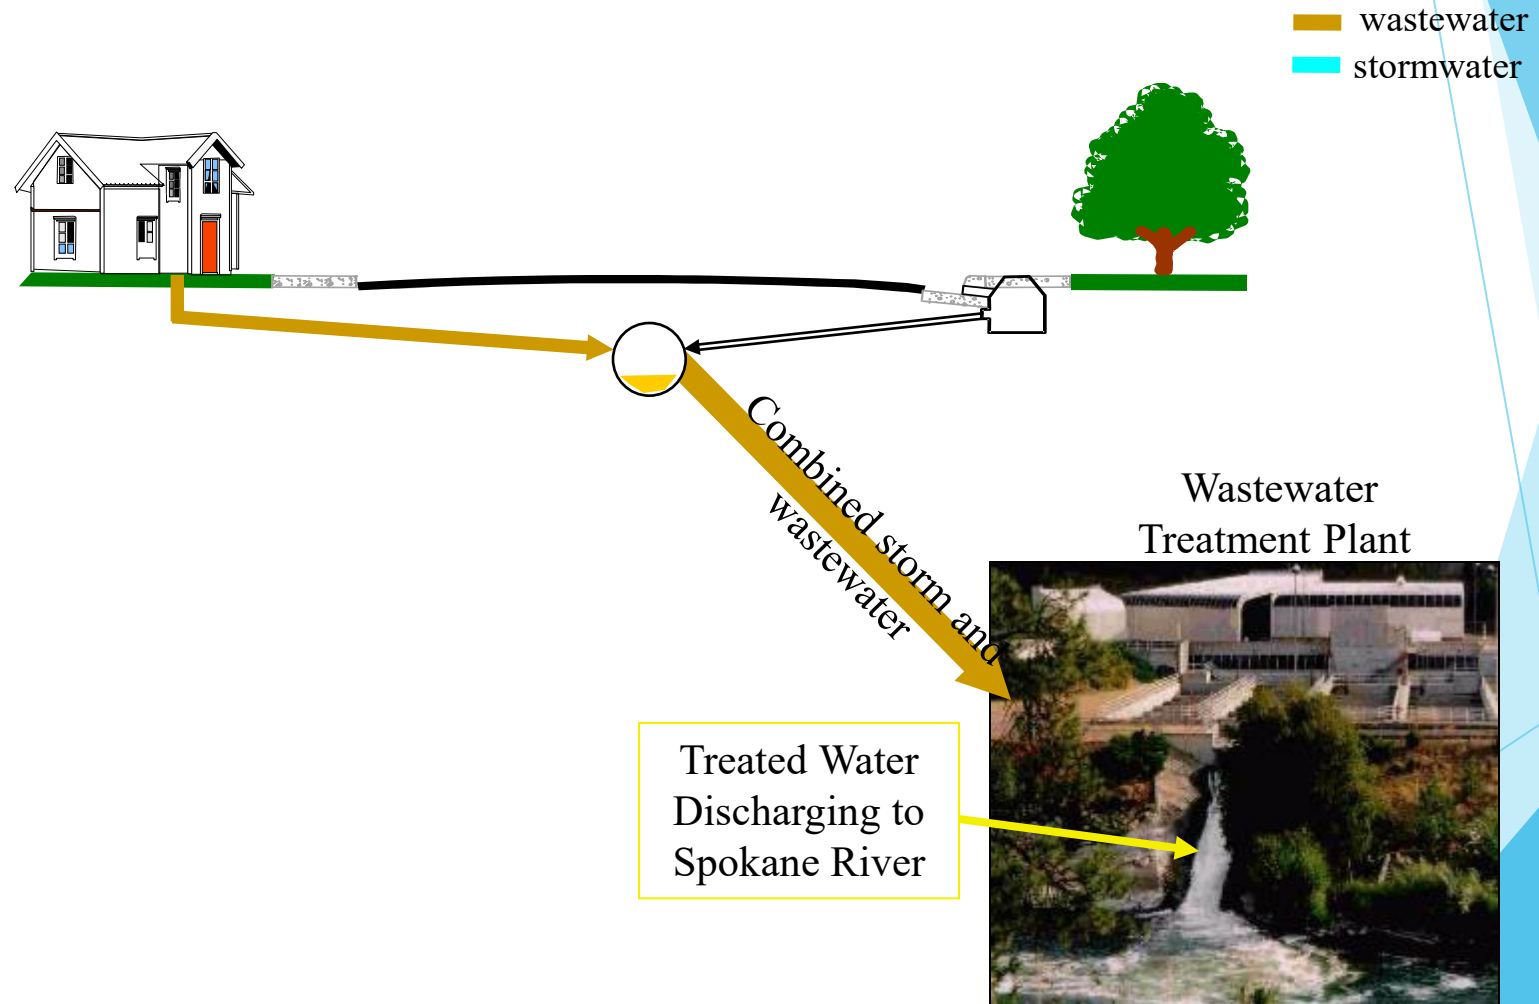 wastewater
stormwater
Combined storm and
wastewater
Wastewater
Treatment Plant
Treated Water
Discharging to
Spokane River